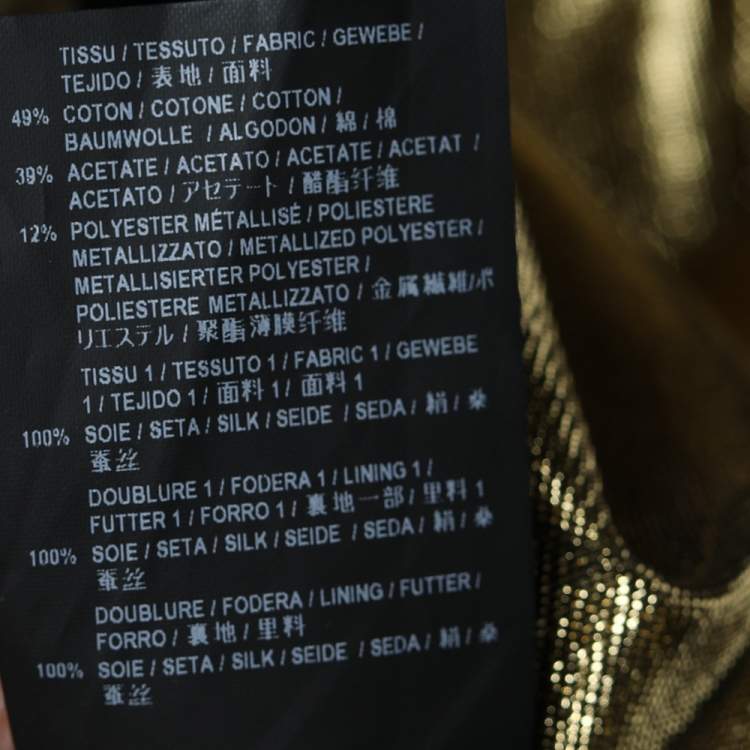 TISSU / TESSUTO / FABRIC / GEWEBE /
TEJIDO / 表地 / 面料
49% COTON / COTONE / COTTON /
BAUMWOLLE / ALGODON / 綿 / 棉
39% ACETATE / ACETATO / ACETATE / ACETAT /
ACETATO / アセテート / 醋酯纤维
12% POLYESTER MÉTALLISÉ / POLIESTERE
METALLIZZATO / METALLIZED POLYESTER /
METALLISIERTER POLYESTER /
POLIESTERE METALLIZZATO / 金属繊維/ポ
リエステル / 聚酯薄膜纤维
TISSU 1 / TESSUTO 1 / FABRIC 1 / GEWEBE
1 / TEJIDO 1 / 面料 1/ 面料 1
100% SOIE / SETA / SILK / SEIDE / SEDA / 絹 / 桑
蚕丝
DOUBLURE 1 / FODERA 1 / LINING 1 /
FUTTER 1 / FORRO 1 / 裏地一部 / 里料 1
100% SOIE / SETA / SILK / SEIDE / SEDA / 絹 / 桑
蚕丝
DOUBLURE / FODERA / LINING / FUTTER /
FORRO / 裏地 / 里料
100% SOIE / SETA / SILK / SEIDE / SEDA / 絹 / 桑
蚕丝